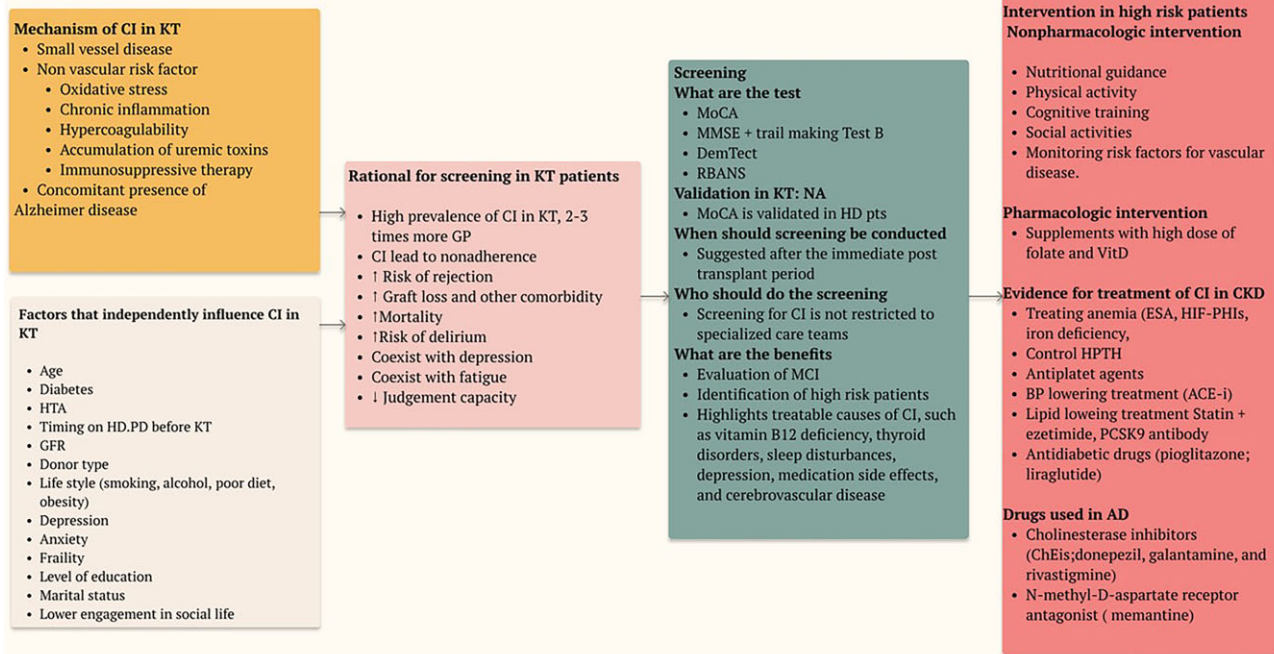 Mechanism of CI in KT
• Small vessel disease
• Non vascular risk factor
• Oxidative stress
• Chronic inflammation
• Hypercoagulability
• Accumulation of uremic toxins
• Immunosuppressive therapy
• Concomitant presence of
Alzheimer disease
Factors that independently influence CI in
KT
• Age
• Diabetes
• HTA
• Timing on HD.PD before KT
• GFR
• Donor type
• Life style (smoking, alcohol, poor diet,
obesity)
• Depression
• Anxiety
• Fraility
• Level of education
• Marital status
• Lower engagement in social life
Rational for screening in KT patients
• High prevalence of CI in KT, 2-3
times more GP
• CI lead to nonadherence
• ↑ Risk of rejection
• ↑ Graft loss and other comorbidity
• ↑Mortality
• ↑Risk of delirium
• Coexist with depression
• Coexist with fatigue
• ↓ Judgement capacity
Screening
What are the test
• MoCA
• MMSE + trail making Test B
• DemTect
• RBANS
Validation in KT: NA
• MoCA is validated in HD pts
When should screening be conducted
• Suggested after the immediate post
transplant period
Who should do the screening
• Screening for CI is not restricted to
specialized care teams
What are the benefits
• Evaluation of MCI
• Identification of high risk patients
• Highlights treatable causes of CI, such
as vitamin B12 deficiency, thyroid
disorders, sleep disturbances,
depression, medication side effects,
and cerebrovascular disease
Intervention in high risk patients
Nonpharmacologic intervention
• Nutritional guidance
• Physical activity
• Cognitive training
• Social activities
• Monitoring risk factors for vascular
disease.
Pharmacologic intervention
• Supplements with high dose of
folate and VitD
Evidence for treatment of CI in CKD
• Treating anemia (ESA, HIF-PHIs,
iron deficiency,
• Control HPTH
• Antiplatet agents
• BP lowering treatment (ACE-i)
• Lipid loweing treatment Statin +
ezetimide, PCSK9 antibody
• Antidiabetic drugs (pioglitazone;
liraglutide)
Drugs used in AD
• Cholinesterase inhibitors
(ChEis;donepezil, galantamine, and
rivastigmine)
• N-methyl-D-aspartate receptor
antagonist ( memantine)